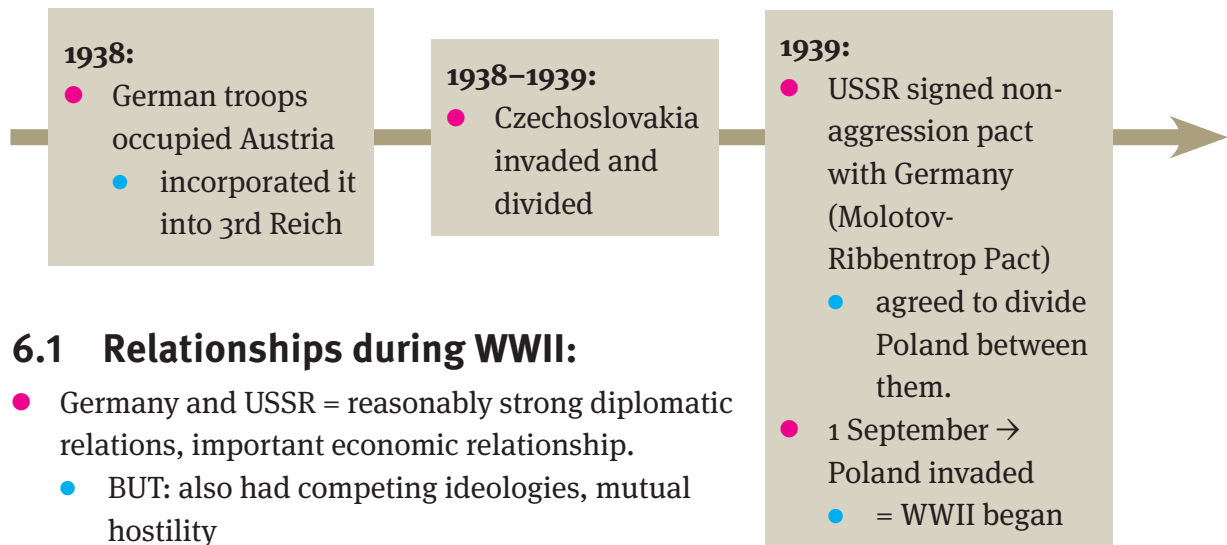 1938:
● German troops
occupied Austria
● incorporated it
into 3rd Reich
1938–1939:
● Czechoslovakia
invaded and
divided
1939:
● USSR signed non-
aggression pact
with Germany
(Molotov-
Ribbentrop Pact)
● agreed to divide
Poland between
them.
● 1 September →
Poland invaded
● = WWII began
6.1 Relationships during WWII:
● Germany and USSR = reasonably strong diplomatic
relations, important economic relationship.
● BUT: also had competing ideologies, mutual
hostility